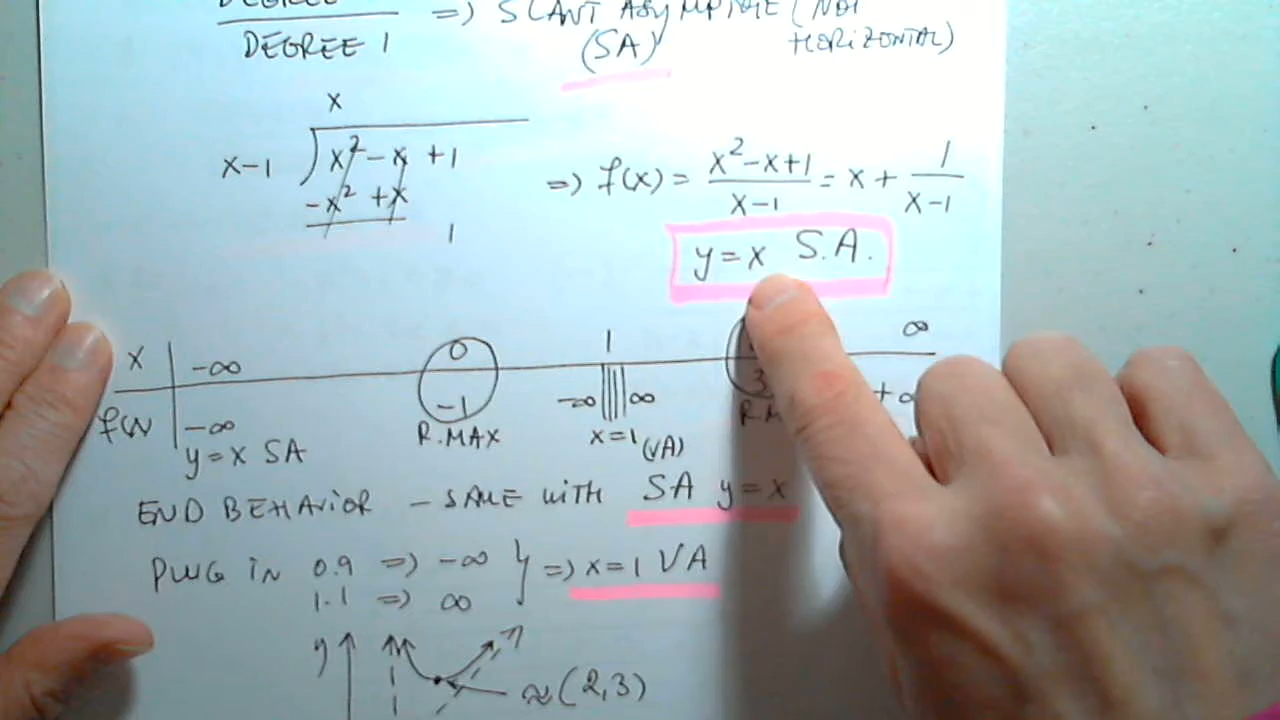 DEGREE => SLANT ASYMPTOTE (NOT
DEGREE 1 (SA) HORIZONTAL)
x
x-1 ) x² - x + 1
-x² + x
1
=> f(x) = x²-x+1 / x-1 = x + 1 / x-1
y = x S.A.
x -∞ 0 1 ∞
f(x) -∞ -1 -∞ ∞ 3
y = x SA R.MAX x=1 (VA)
END BEHAVIOR - SAME WITH SA y = x
PLUG IN 0.9 => -∞ } => x=1 VA
1.1 => ∞
y
≈(2,3)